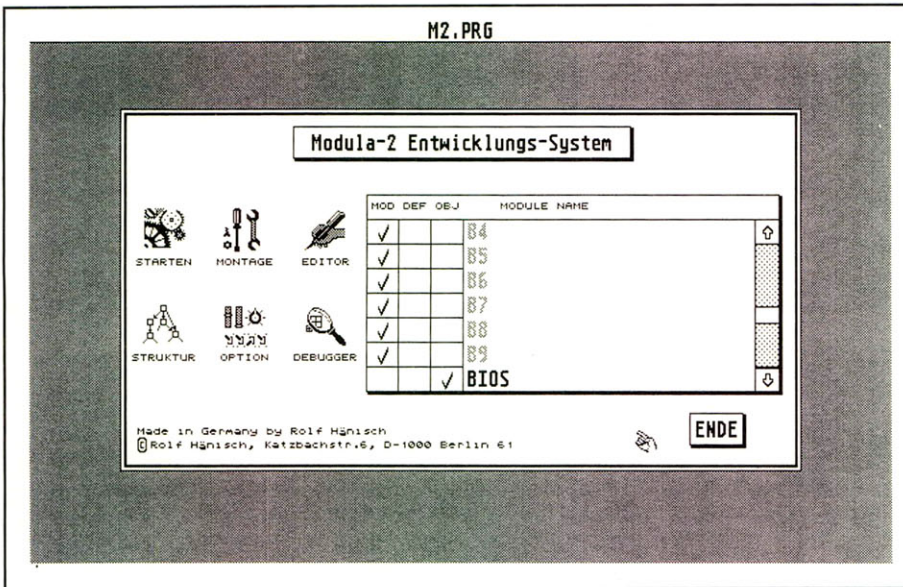 M2.PRG
Modula-2 Entwicklungs-System
MOD DEF OBJ MODULE NAME
✓ B4
✓ B5
✓ B6
✓ B7
✓ B8
✓ B9
✓ BIOS
STARTEN MONTAGE EDITOR
STRUKTUR OPTION DEBUGGER
Made in Germany by Rolf Hänisch
©Rolf Hänisch, Katzbachstr.6, D-1000 Berlin 61
ENDE